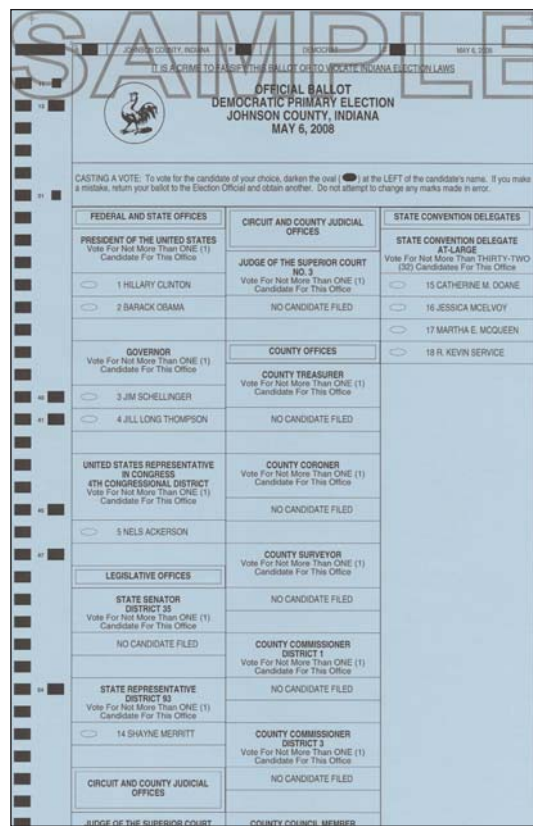 SAMPLE
JOHNSON COUNTY, INDIANA
DEMOCRAT
MAY 6, 2008
IT IS A CRIME TO FALSIFY THIS BALLOT OR TO VIOLATE INDIANA ELECTION LAWS
OFFICIAL BALLOT
DEMOCRATIC PRIMARY ELECTION
JOHNSON COUNTY, INDIANA
MAY 6, 2008
CASTING A VOTE: To vote for the candidate of your choice, darken the oval ( ) at the LEFT of the candidate's name. If you make
a mistake, return your ballot to the Election Official and obtain another. Do not attempt to change any marks made in error.
FEDERAL AND STATE OFFICES
PRESIDENT OF THE UNITED STATES
Vote For Not More Than ONE (1)
Candidate For This Office
1 HILLARY CLINTON
2 BARACK OBAMA
GOVERNOR
Vote For Not More Than ONE (1)
Candidate For This Office
3 JIM SCHELLINGER
4 JILL LONG THOMPSON
UNITED STATES REPRESENTATIVE
IN CONGRESS
4TH CONGRESSIONAL DISTRICT
Vote For Not More Than ONE (1)
Candidate For This Office
5 NELS ACKERSON
LEGISLATIVE OFFICES
STATE SENATOR
DISTRICT 35
Vote For Not More Than ONE (1)
Candidate For This Office
NO CANDIDATE FILED
STATE REPRESENTATIVE
DISTRICT 93
Vote For Not More Than ONE (1)
Candidate For This Office
14 SHAYNE MERRITT
CIRCUIT AND COUNTY JUDICIAL
OFFICES
JUDGE OF THE SUPERIOR COURT
CIRCUIT AND COUNTY JUDICIAL
OFFICES
JUDGE OF THE SUPERIOR COURT
NO. 3
Vote For Not More Than ONE (1)
Candidate For This Office
NO CANDIDATE FILED
COUNTY OFFICES
COUNTY TREASURER
Vote For Not More Than ONE (1)
Candidate For This Office
NO CANDIDATE FILED
COUNTY CORONER
Vote For Not More Than ONE (1)
Candidate For This Office
NO CANDIDATE FILED
COUNTY SURVEYOR
Vote For Not More Than ONE (1)
Candidate For This Office
NO CANDIDATE FILED
COUNTY COMMISSIONER
DISTRICT 1
Vote For Not More Than ONE (1)
Candidate For This Office
NO CANDIDATE FILED
COUNTY COMMISSIONER
DISTRICT 3
Vote For Not More Than ONE (1)
Candidate For This Office
NO CANDIDATE FILED
COUNTY COUNCIL MEMBER
STATE CONVENTION DELEGATES
STATE CONVENTION DELEGATE
AT-LARGE
Vote For Not More Than THIRTY-TWO
(32) Candidates For This Office
15 CATHERINE M. DOANE
16 JESSICA MCELVOY
17 MARTHA E. MCQUEEN
18 R. KEVIN SERVICE